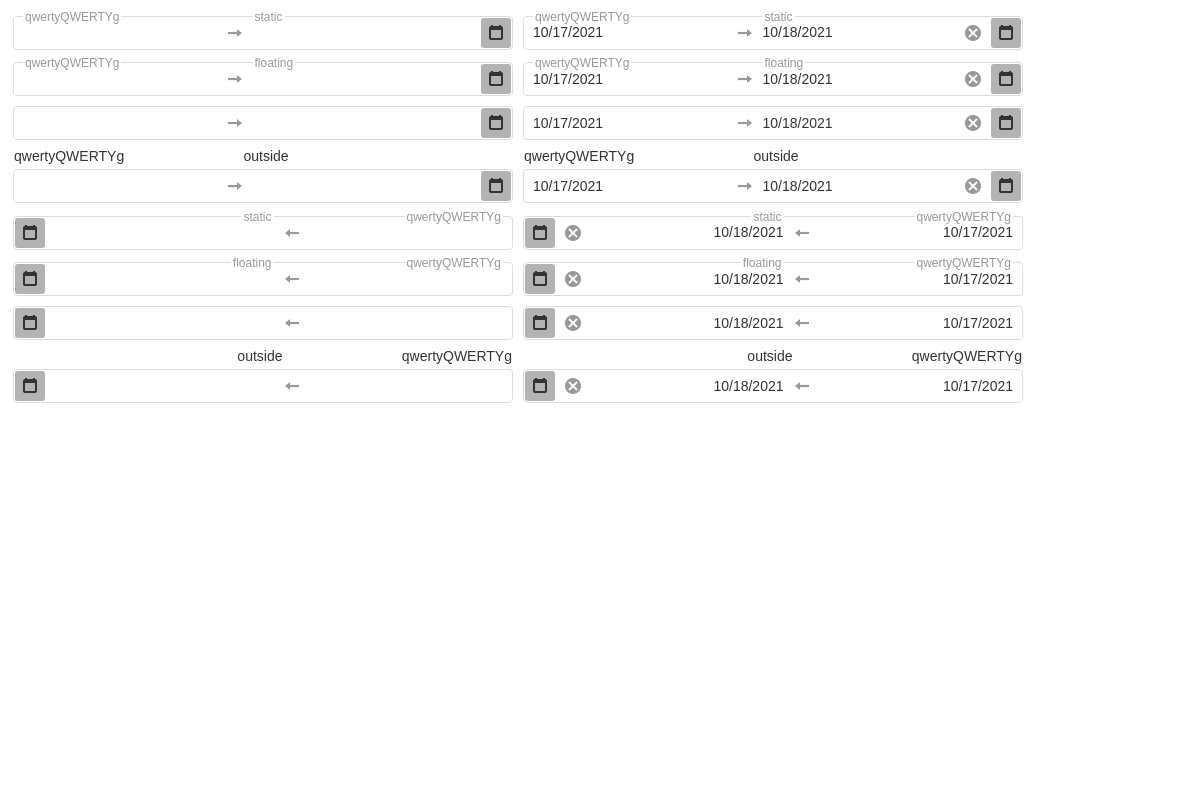 qwertyQWERTYg static qwertyQWERTYg static
10/17/2021 10/18/2021
qwertyQWERTYg floating qwertyQWERTYg floating
10/17/2021 10/18/2021
10/17/2021 10/18/2021
qwertyQWERTYg outside qwertyQWERTYg outside
10/17/2021 10/18/2021
static qwertyQWERTYg static qwertyQWERTYg
10/18/2021 10/17/2021
floating qwertyQWERTYg floating qwertyQWERTYg
10/18/2021 10/17/2021
10/18/2021 10/17/2021
outside qwertyQWERTYg outside qwertyQWERTYg
10/18/2021 10/17/2021